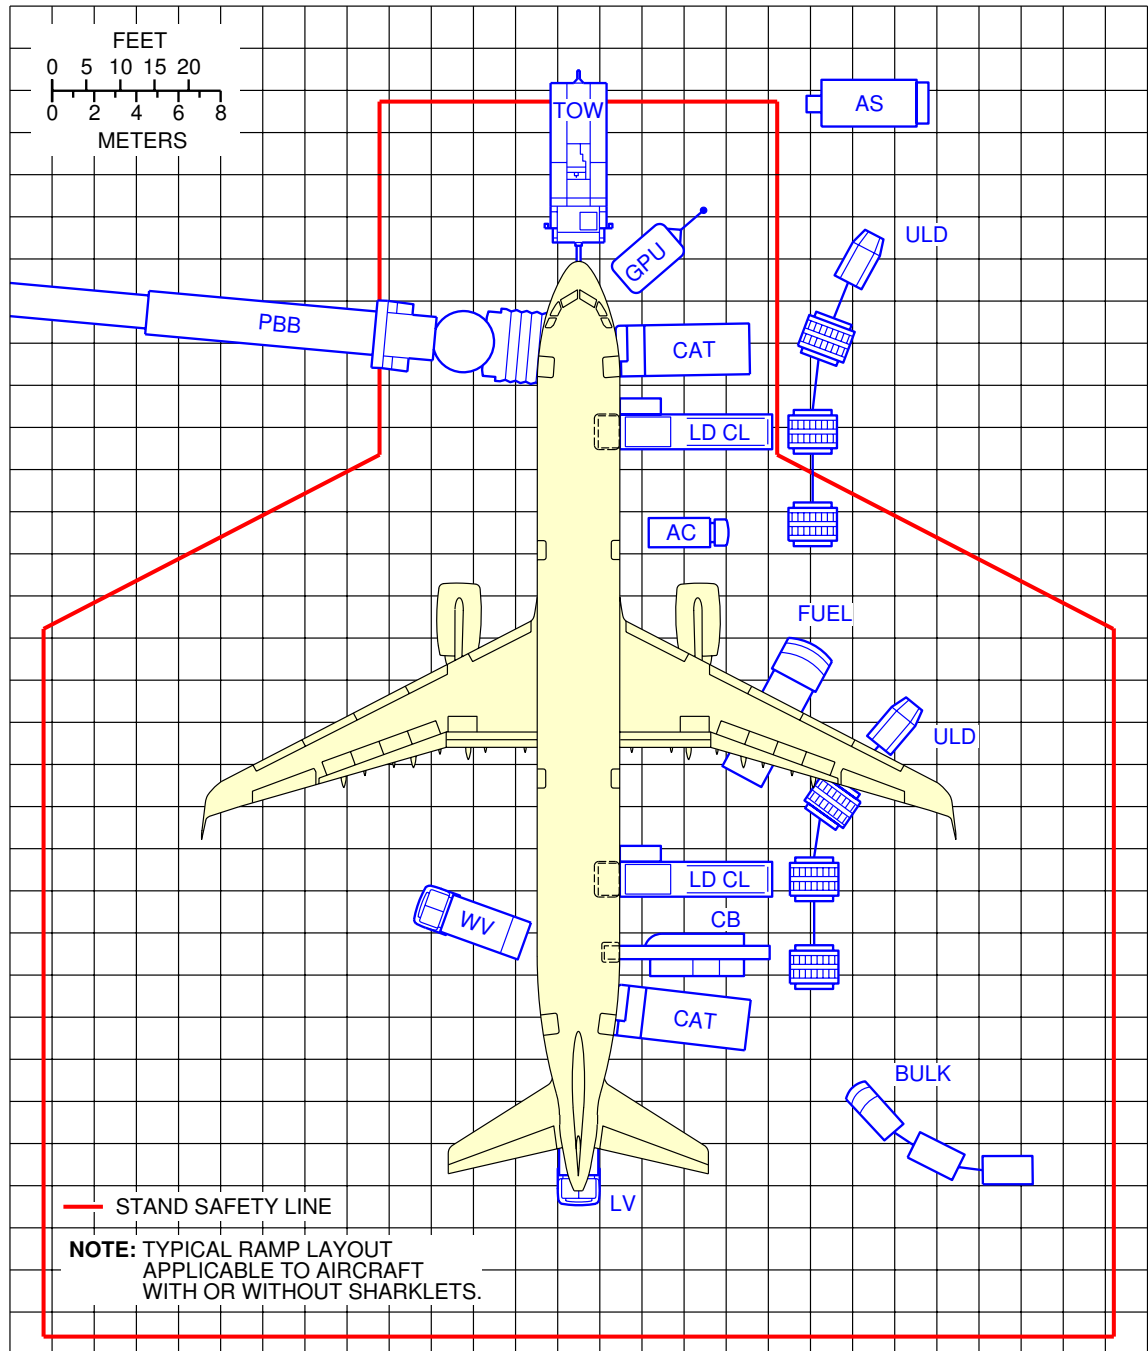 FEET
0 5 10 15 20
0 2 4 6 8
METERS
TOW
AS
GPU
ULD
PBB
CAT
LD CL
AC
FUEL
ULD
LD CL
WV
CB
CAT
BULK
LV
STAND SAFETY LINE
NOTE: TYPICAL RAMP LAYOUT
APPLICABLE TO AIRCRAFT
WITH OR WITHOUT SHARKLETS.